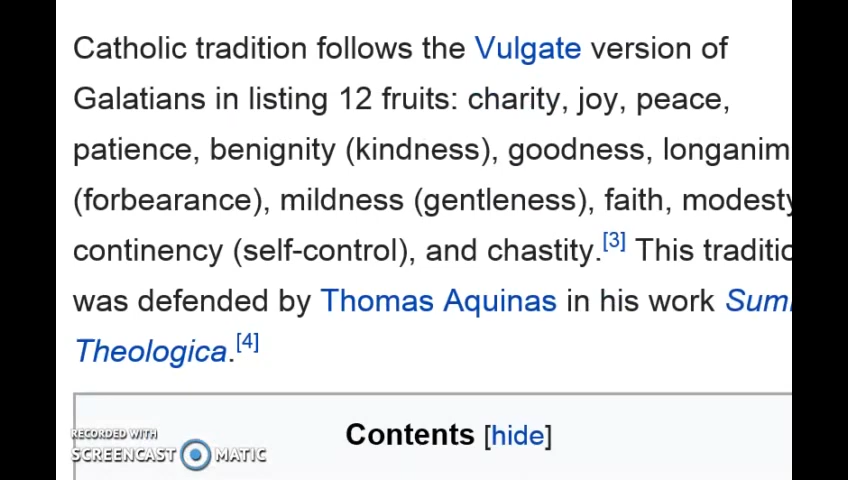 Catholic tradition follows the Vulgate version of
Galatians in listing 12 fruits: charity, joy, peace,
patience, benignity (kindness), goodness, longanim
(forbearance), mildness (gentleness), faith, modesty
continency (self-control), and chastity.[3] This traditio
was defended by Thomas Aquinas in his work Sum
Theologica.[4]
Contents [hide]
RECORDED WITH
SCREENCAST MATIC